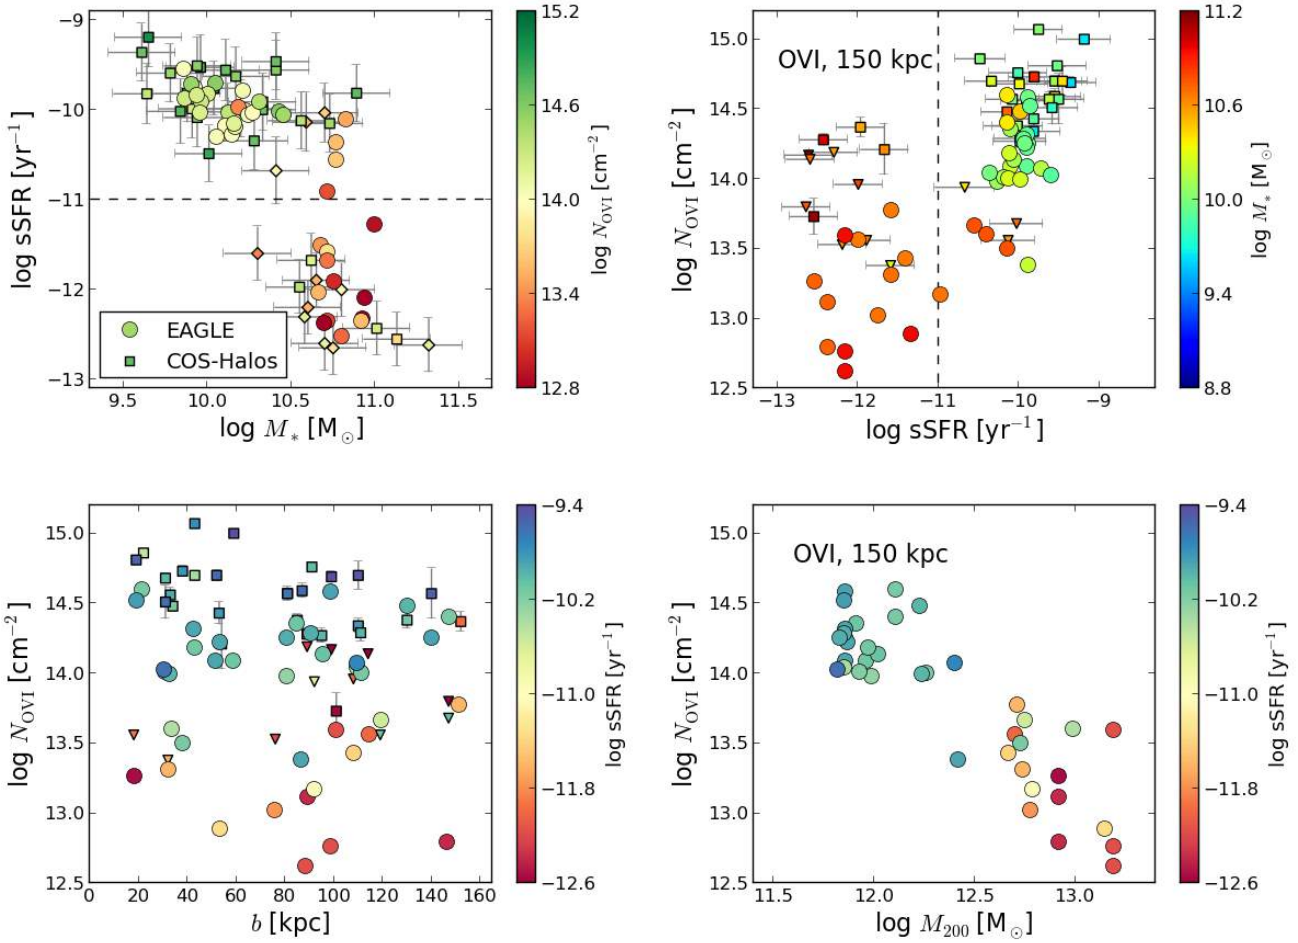 −9
−10
−11
−12
−13
log sSFR [yr⁻¹]
9.5 10.0 10.5 11.0 11.5
log M* [M⊙]
EAGLE
COS-Halos
15.2
14.6
14.0
13.4
12.8
log N_OVI [cm⁻²]
OVI, 150 kpc
15.0
14.5
14.0
13.5
13.0
12.5
log N_OVI [cm⁻²]
−13 −12 −11 −10 −9
log sSFR [yr⁻¹]
11.2
10.6
10.0
9.4
8.8
log M* [M⊙]
15.0
14.5
14.0
13.5
13.0
12.5
log N_OVI [cm⁻²]
0 20 40 60 80 100 120 140 160
b [kpc]
−9.4
−10.2
−11.0
−11.8
−12.6
log sSFR [yr⁻¹]
OVI, 150 kpc
15.0
14.5
14.0
13.5
13.0
12.5
log N_OVI [cm⁻²]
11.5 12.0 12.5 13.0
log M₂₀₀ [M⊙]
−9.4
−10.2
−11.0
−11.8
−12.6
log sSFR [yr⁻¹]